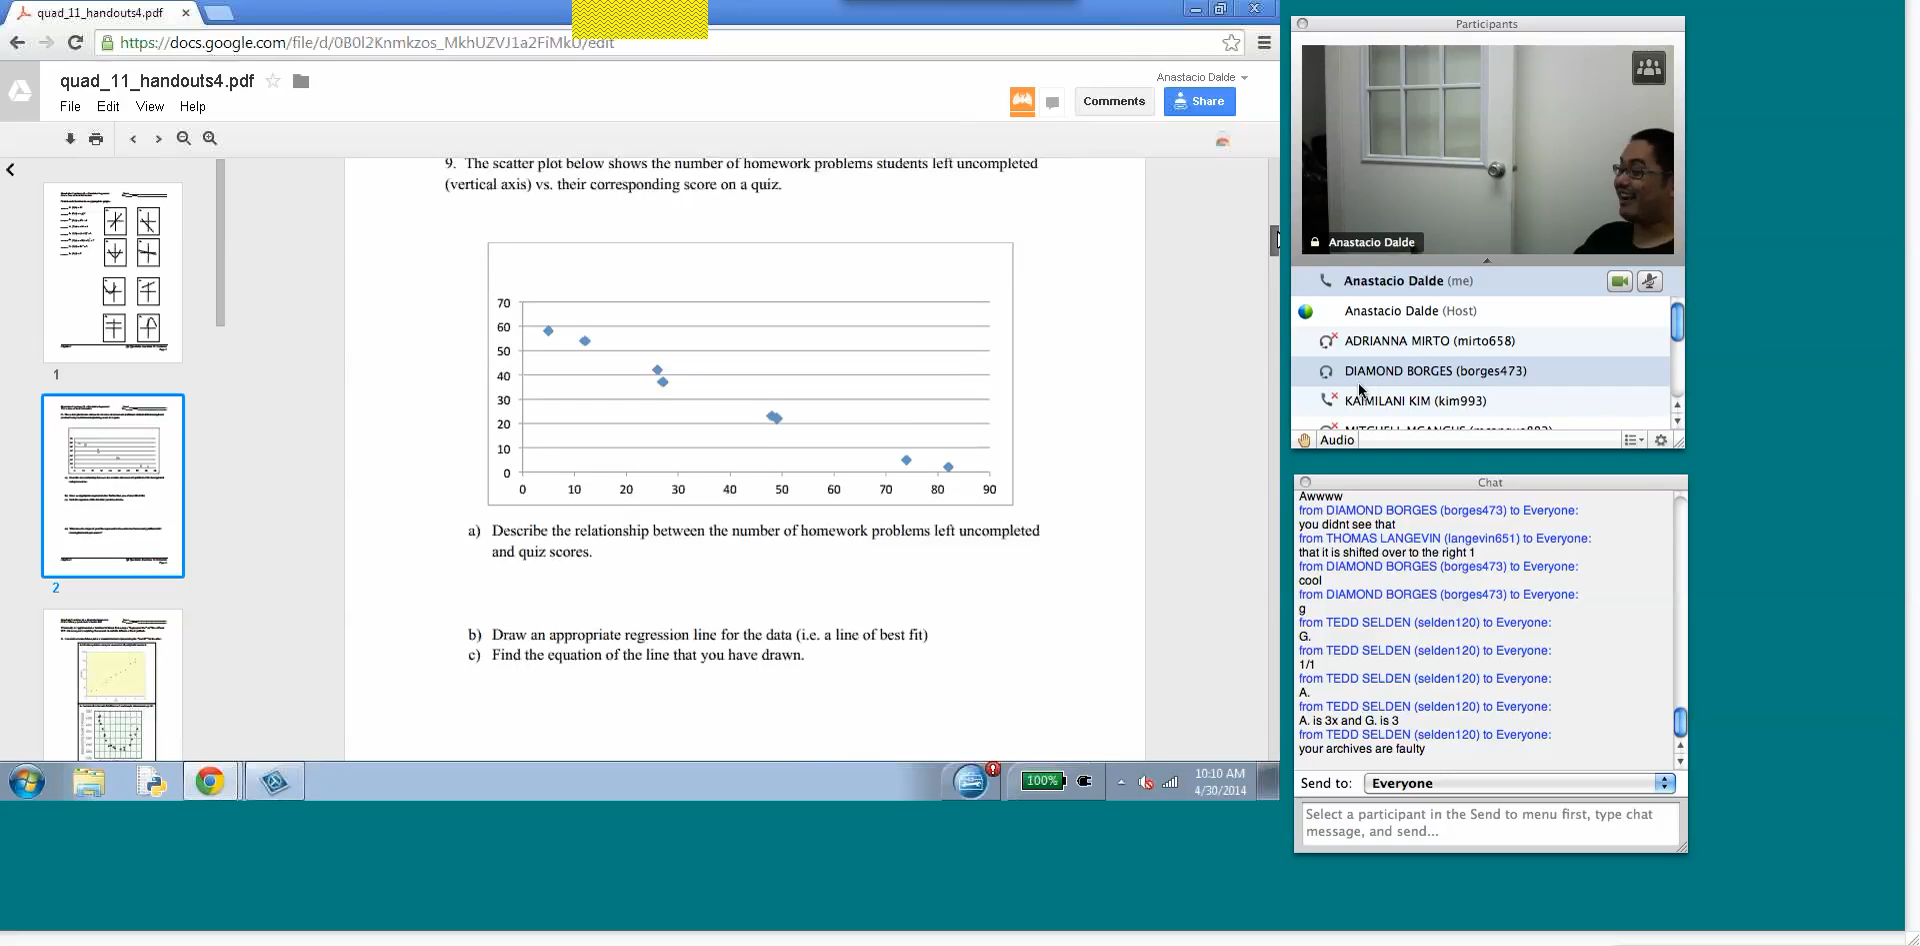 quad_11_handouts4.pdf
https://docs.google.com/file/d/0B0l2Knmkzos_MkhUZVJ1a2FiMkU/edit
quad_11_handouts4.pdf
Anastacio Dalde
File Edit View Help
Comments
Share
1
2
9. The scatter plot below shows the number of homework problems students left uncompleted
(vertical axis) vs. their corresponding score on a quiz.
70
60
50
40
30
20
10
0
0 10 20 30 40 50 60 70 80 90
a) Describe the relationship between the number of homework problems left uncompleted
and quiz scores.
b) Draw an appropriate regression line for the data (i.e. a line of best fit)
c) Find the equation of the line that you have drawn.
100%
10:10 AM
4/30/2014
Participants
Anastacio Dalde
Anastacio Dalde (me)
Anastacio Dalde (Host)
ADRIANNA MIRTO (mirto658)
DIAMOND BORGES (borges473)
KAIMILANI KIM (kim993)
Audio
Chat
Awwww
from DIAMOND BORGES (borges473) to Everyone:
you didnt see that
from THOMAS LANGEVIN (langevin651) to Everyone:
that it is shifted over to the right 1
from DIAMOND BORGES (borges473) to Everyone:
cool
from DIAMOND BORGES (borges473) to Everyone:
g
from TEDD SELDEN (selden120) to Everyone:
G.
from TEDD SELDEN (selden120) to Everyone:
1/1
from TEDD SELDEN (selden120) to Everyone:
A.
from TEDD SELDEN (selden120) to Everyone:
A. is 3x and G. is 3
from TEDD SELDEN (selden120) to Everyone:
your archives are faulty
Send to: Everyone
Select a participant in the Send to menu first, type chat
message, and send...